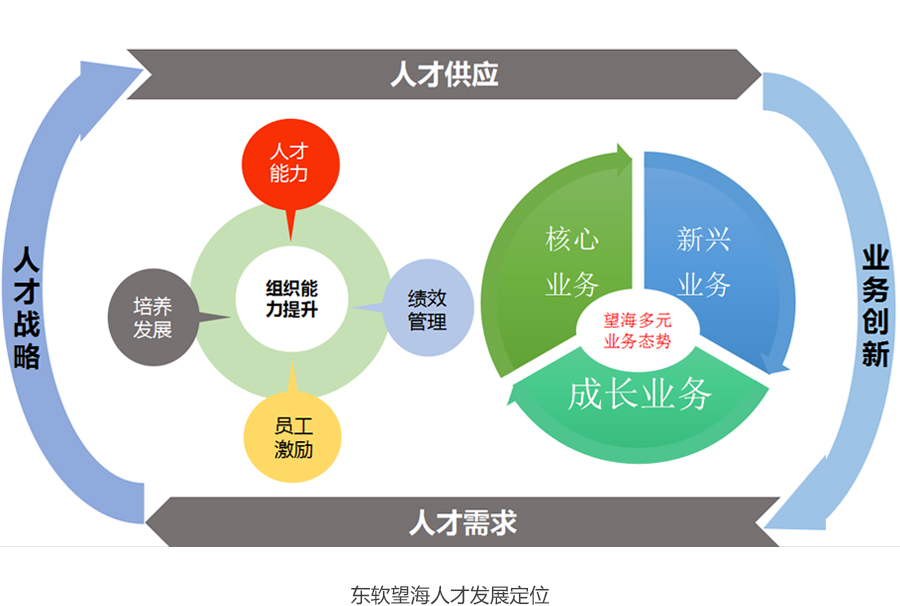 人才供应
人才战略
人才
能力
培养
发展
组织能
力提升
绩效
管理
员工
激励
核心
业务
新兴
业务
望海多元
业务态势
成长业务
业务创新
人才需求
东软望海人才发展定位